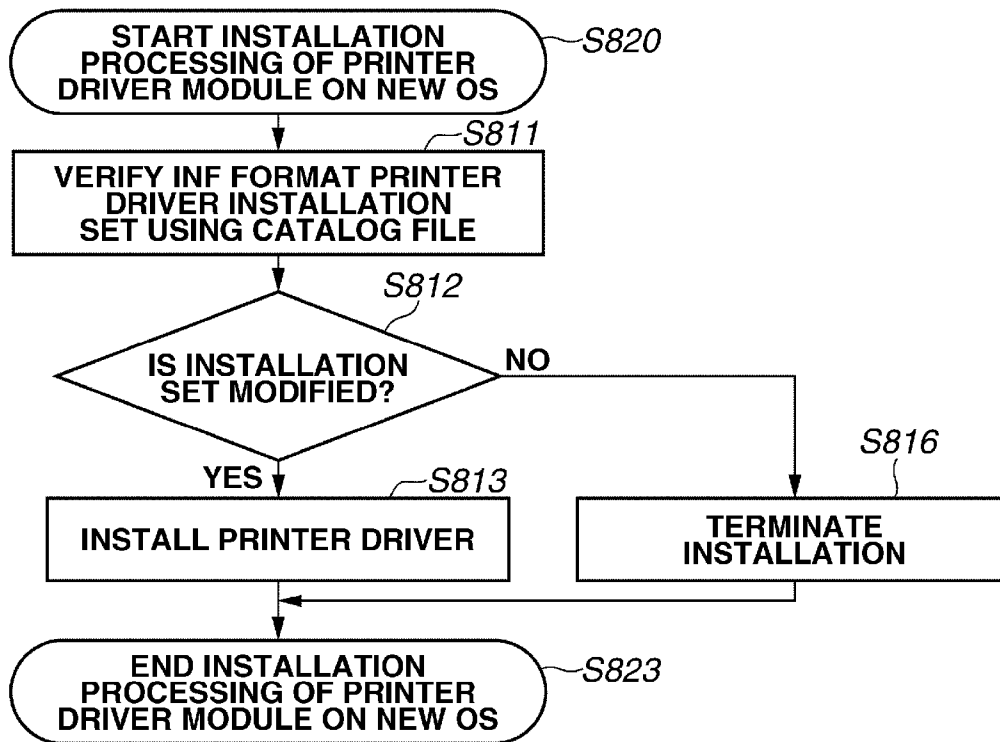 START INSTALLATION
PROCESSING OF PRINTER
DRIVER MODULE ON NEW OS
S820
S811
VERIFY INF FORMAT PRINTER
DRIVER INSTALLATION
SET USING CATALOG FILE
S812
IS INSTALLATION
SET MODIFIED?
NO
YES
S813
INSTALL PRINTER DRIVER
S816
TERMINATE
INSTALLATION
END INSTALLATION
PROCESSING OF PRINTER
DRIVER MODULE ON NEW OS
S823